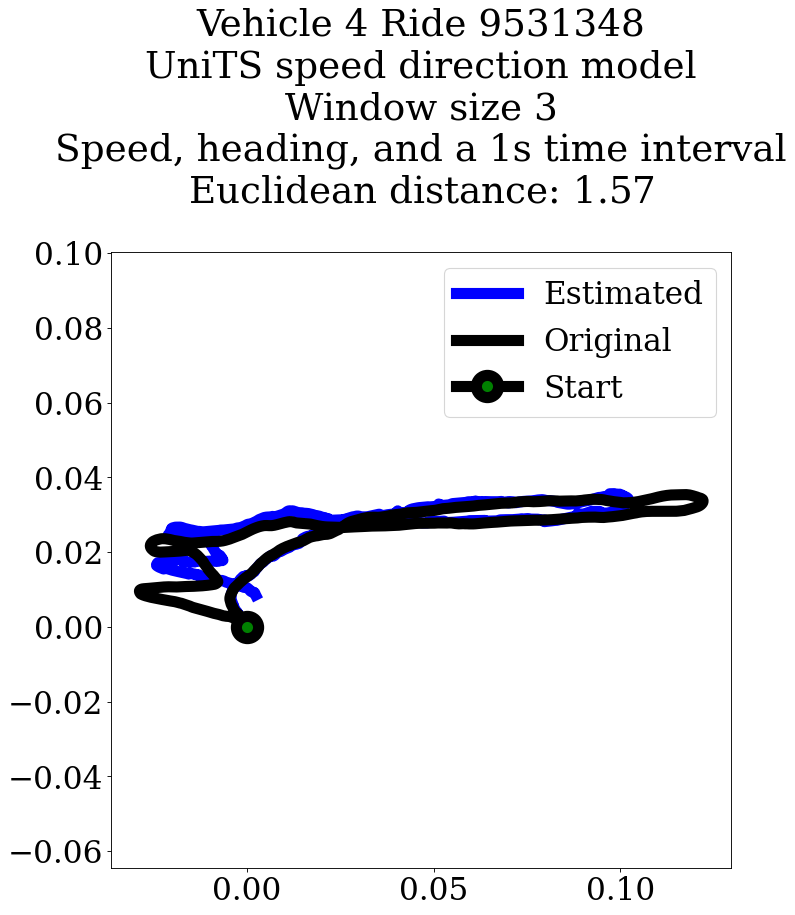 Vehicle 4 Ride 9531348
UniTS speed direction model
Window size 3
Speed, heading, and a 1s time interval
Euclidean distance: 1.57
0.10
0.08
0.06
0.04
0.02
0.00
−0.02
−0.04
−0.06
Estimated
Original
Start
0.00
0.05
0.10